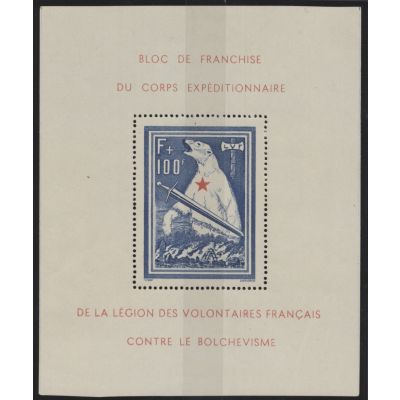 BLOC DE FRANCHISE
DU CORPS EXPÉDITIONNAIRE
F+
100F
LVF
DE LA LÉGION DES VOLONTAIRES FRANÇAIS
CONTRE LE BOLCHEVISME